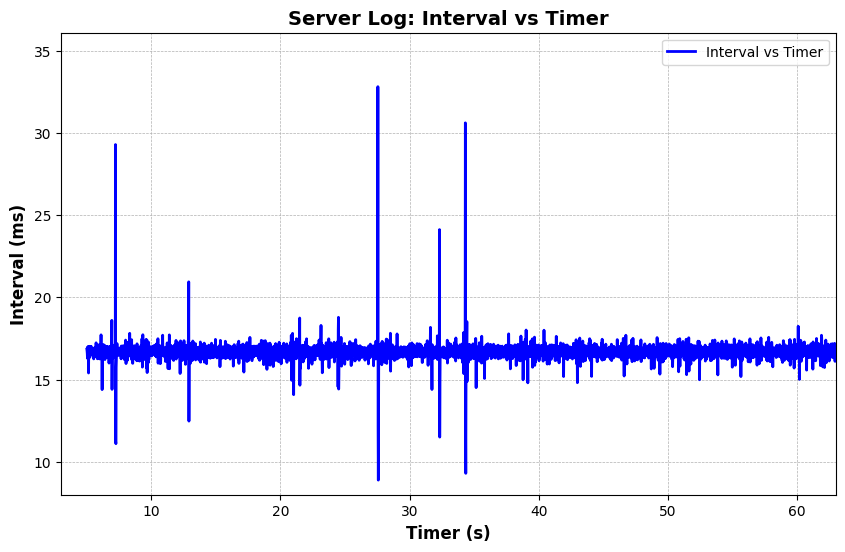 Server Log: Interval vs Timer
Interval vs Timer
35
30
25
20
15
10
Interval (ms)
10 20 30 40 50 60
Timer (s)